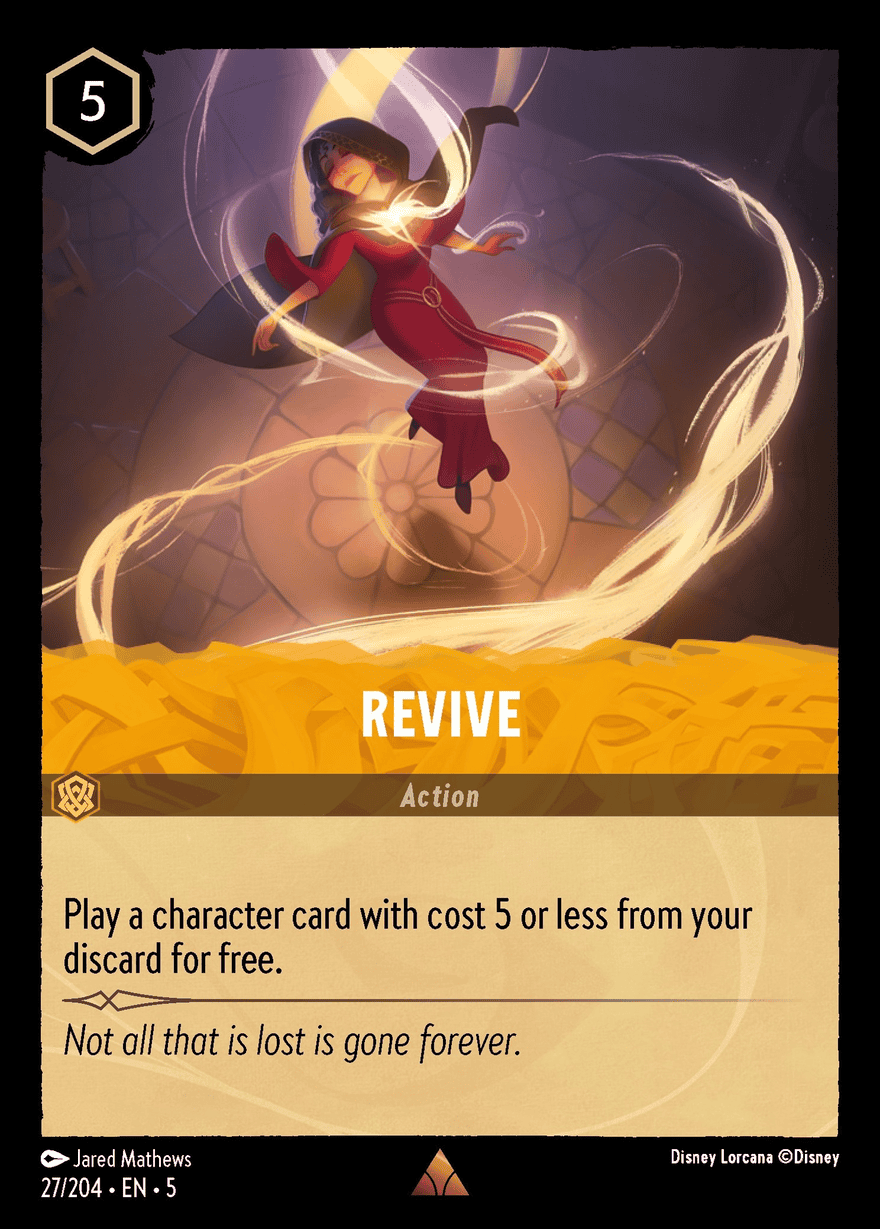 5
REVIVE
Action
Play a character card with cost 5 or less from your
discard for free.
Not all that is lost is gone forever.
Jared Mathews
Disney Lorcana ©Disney
27/204 • EN • 5